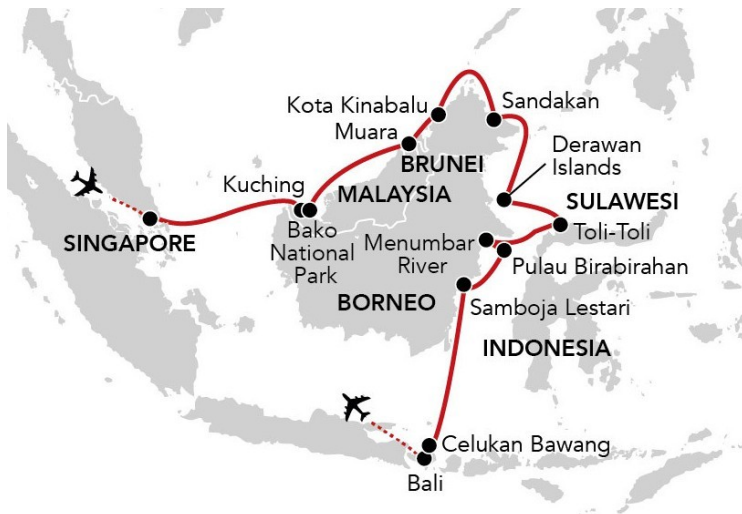 Kota Kinabalu
Sandakan
Muara
Derawan
Islands
BRUNEI
Kuching
MALAYSIA
SULAWESI
SINGAPORE
Bako
National
Park
Menumbar
River
Toli-Toli
Pulau Birabirahan
BORNEO
Samboja Lestari
INDONESIA
Celukan Bawang
Bali